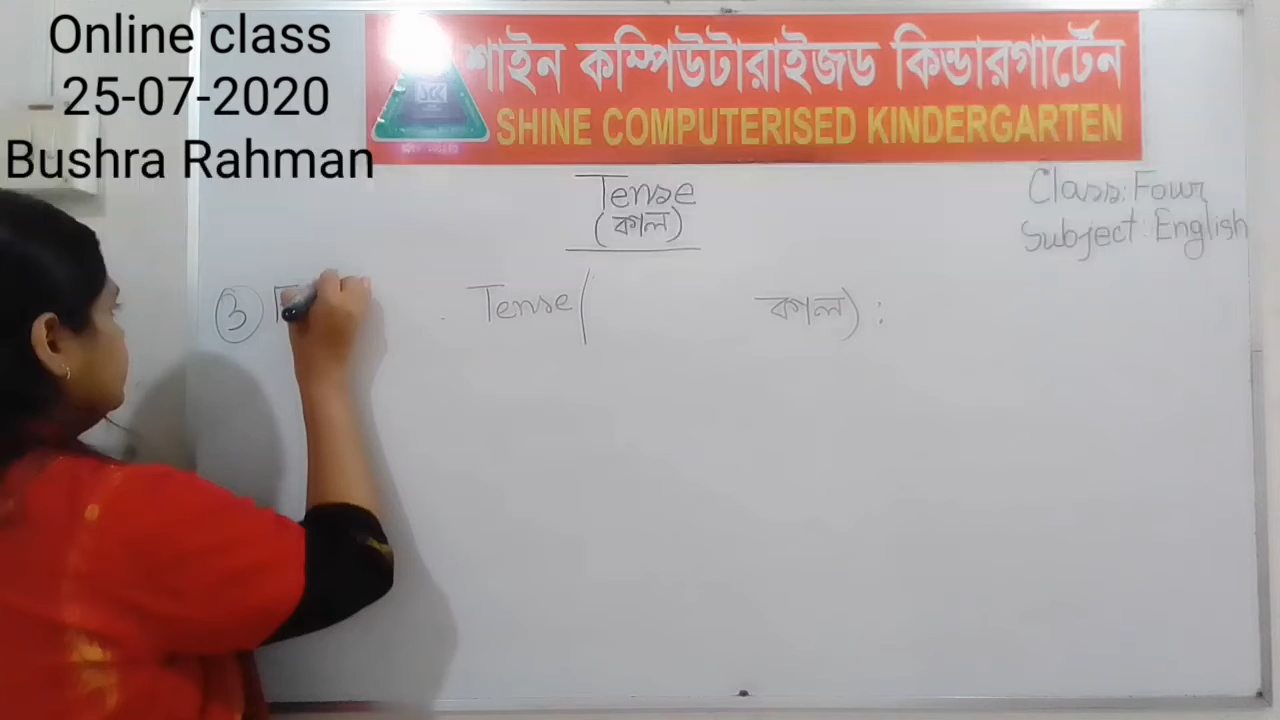 Online class
25-07-2020
Bushra Rahman
শাইন কম্পিউটারাইজড কিন্ডারগার্টেন
SHINE COMPUTERISED KINDERGARTEN
Tense
(কাল)
Class: Four
Subject: English
3 Tense( কাল) :